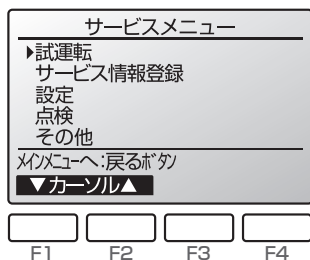 サービスメニュー
▶試運転
サービス情報登録
設定
点検
その他
メインメニューへ:戻るボタン
▼カーソル▲
F1 F2 F3 F4